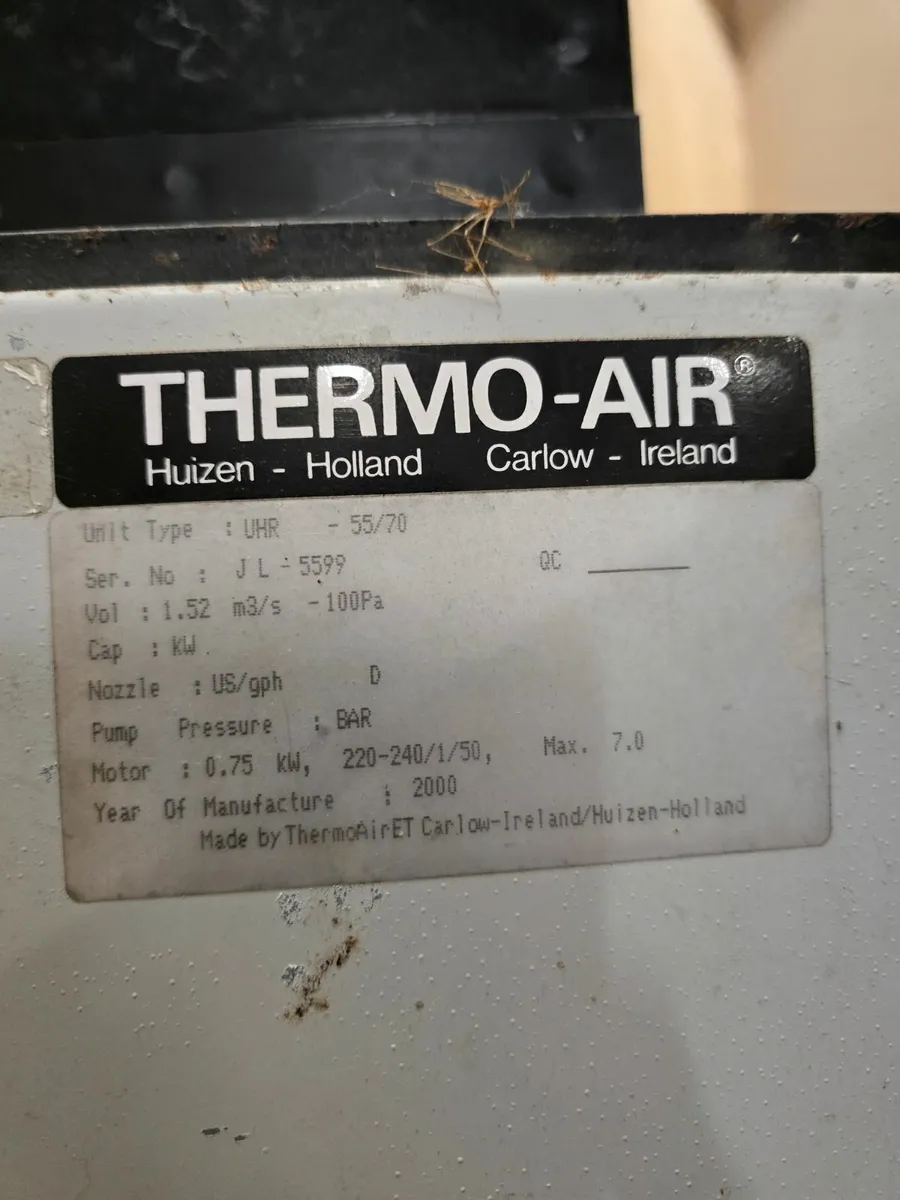 THERMO-AIR®
Huizen - Holland Carlow - Ireland
Unit Type : UHR - 55/70
Ser. No : JL - 5599 QC
Vol : 1.52 m3/s - 100Pa
Cap : KW.
Nozzle : US/gph D
Pump Pressure : BAR
Motor : 0.75 kW, 220-240/1/50, Max. 7.0
Year Of Manufacture : 2000
Made by ThermoAirET Carlow-Ireland/Huizen-Holland